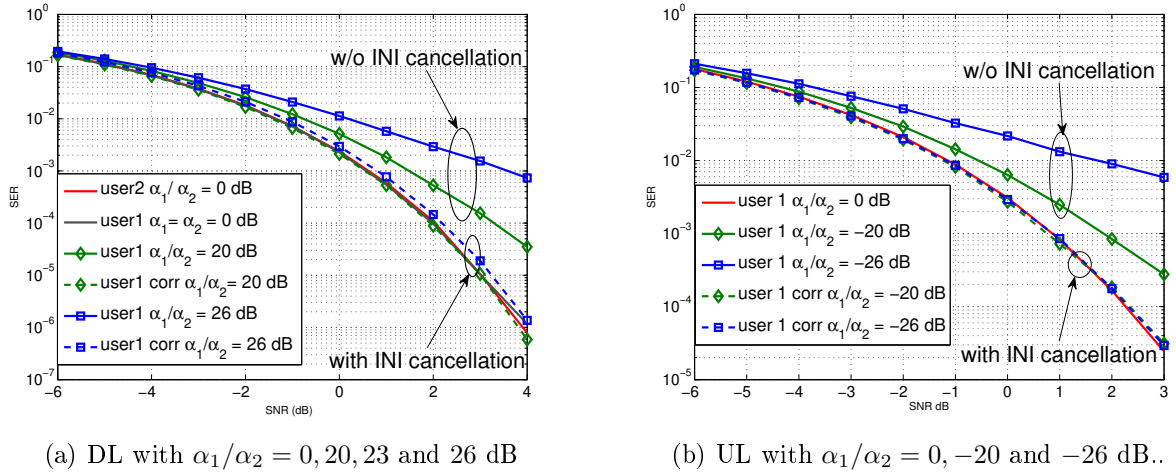 10⁰
10⁻¹
10⁻²
10⁻³
10⁻⁴
10⁻⁵
10⁻⁶
10⁻⁷
SER
w/o INI cancellation
user2 α₁/ α₂ = 0 dB
user1 α₁= α₂ = 0 dB
user1 α₁/α₂ = 20 dB
user1 corr α₁/α₂= 20 dB
user1 α₁/α₂ = 26 dB
user1 corr α₁/α₂ = 26 dB
with INI cancellation
−6 −4 −2 0 2 4
SNR (dB)
(a) DL with α₁/α₂ = 0, 20, 23 and 26 dB
10⁰
10⁻¹
10⁻²
10⁻³
10⁻⁴
10⁻⁵
SER
w/o INI cancellation
user 1 α₁/α₂ = 0 dB
user 1 α₁/α₂ = −20 dB
user 1 α₁/α₂ = −26 dB
user 1 corr α₁/α₂ = −20 dB
user 1 corr α₁/α₂ = −26 dB
with INI cancellation
−6 −5 −4 −3 −2 −1 0 1 2 3
SNR dB
(b) UL with α₁/α₂ = 0, −20 and −26 dB..